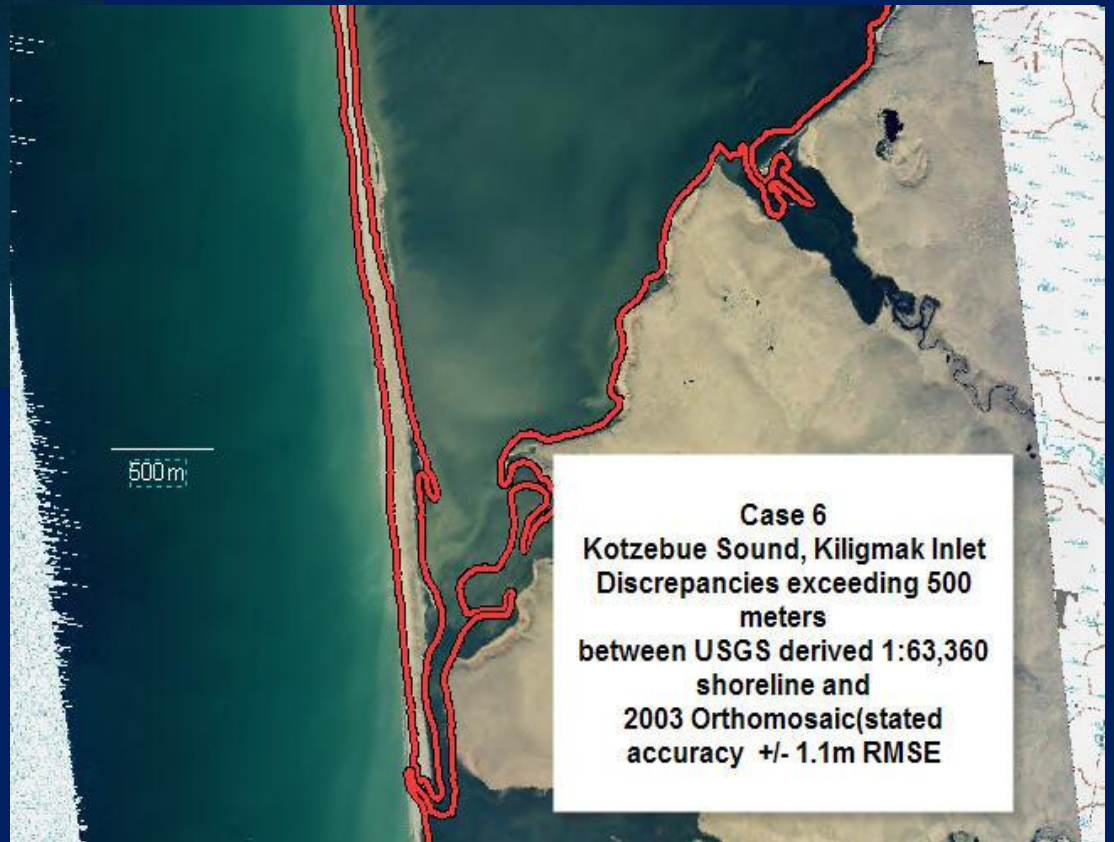 500m
Case 6
Kotzebue Sound, Kiligmak Inlet
Discrepancies exceeding 500
meters
between USGS derived 1:63,360
shoreline and
2003 Orthomosaic(stated
accuracy +/- 1.1m RMSE